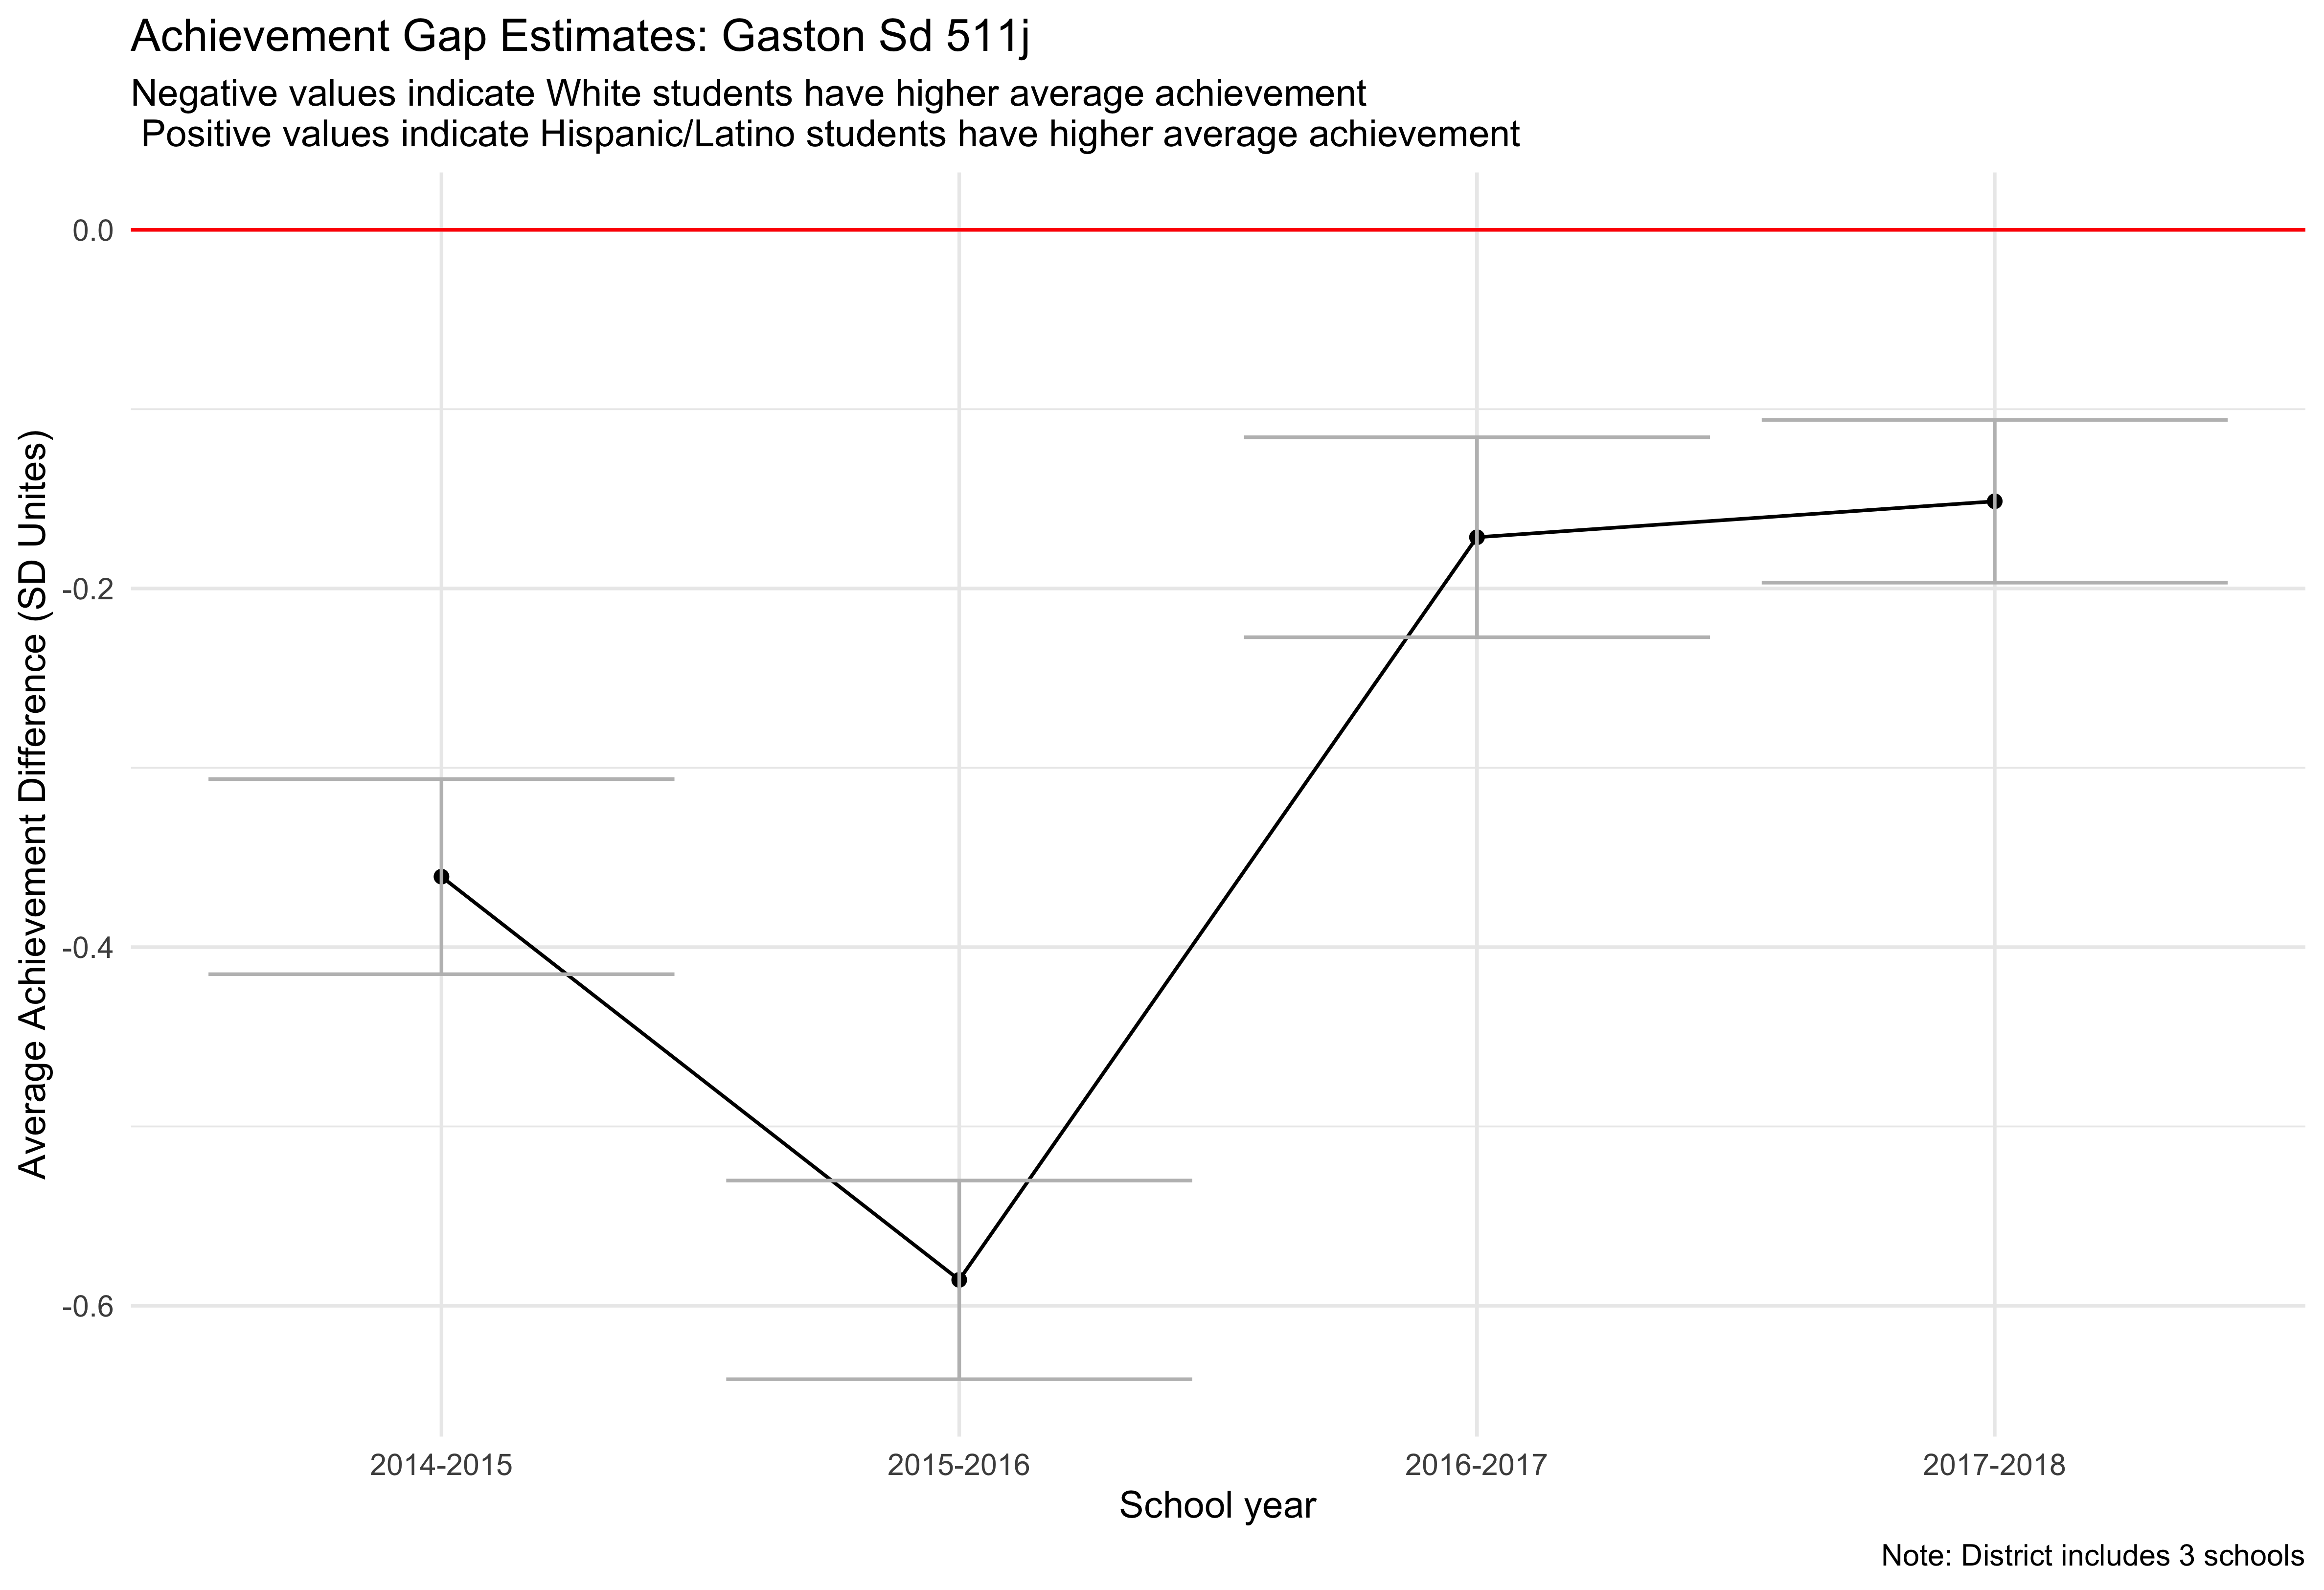 Achievement Gap Estimates: Gaston Sd 511j
Negative values indicate White students have higher average achievement
Positive values indicate Hispanic/Latino students have higher average achievement
Average Achievement Difference (SD Unites)
0.0
-0.2
-0.4
-0.6
2014-2015
2015-2016
2016-2017
2017-2018
School year
Note: District includes 3 schools